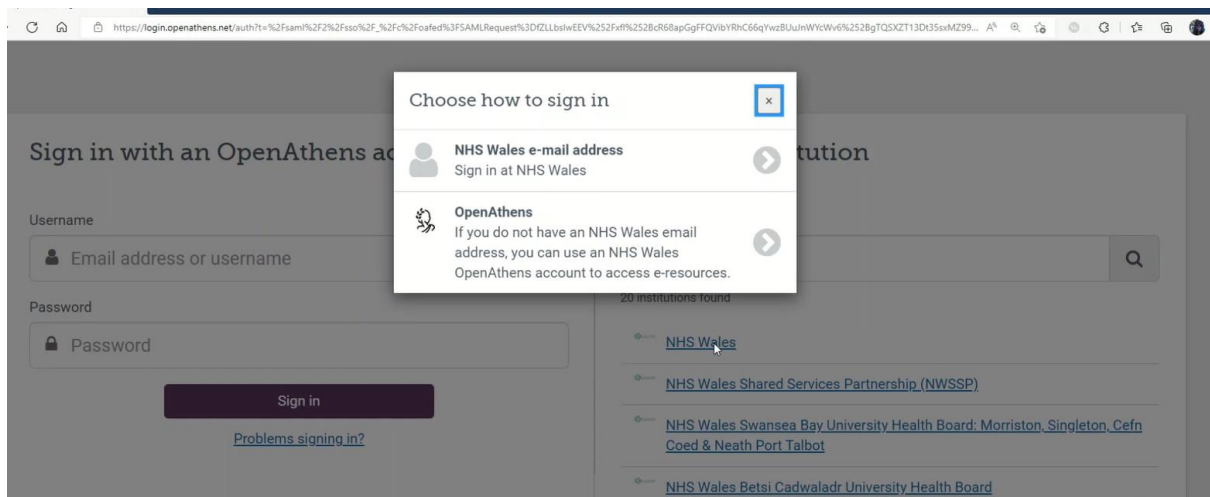 https://login.openathens.net/auth?t=%2Fsaml%2F2%2Fsso%2F_%2Fc%2Foafed%3FSAMLRequest%3DfZLLbsIwEEV%252Fxfl%252BcR68apGgFFQVibYRhC66qYwzBUuJnWYcWv6%252BgTQSXZT13Dt35sxMZ99...
Choose how to sign in
×
NHS Wales e-mail address
Sign in at NHS Wales
OpenAthens
If you do not have an NHS Wales email
address, you can use an NHS Wales
OpenAthens account to access e-resources.
Sign in with an OpenAthens ac
Username
Email address or username
Password
Password
Sign in
Problems signing in?
tution
20 institutions found
NHS Wales
NHS Wales Shared Services Partnership (NWSSP)
NHS Wales Swansea Bay University Health Board: Morriston, Singleton, Cefn
Coed & Neath Port Talbot
NHS Wales Betsi Cadwaladr University Health Board